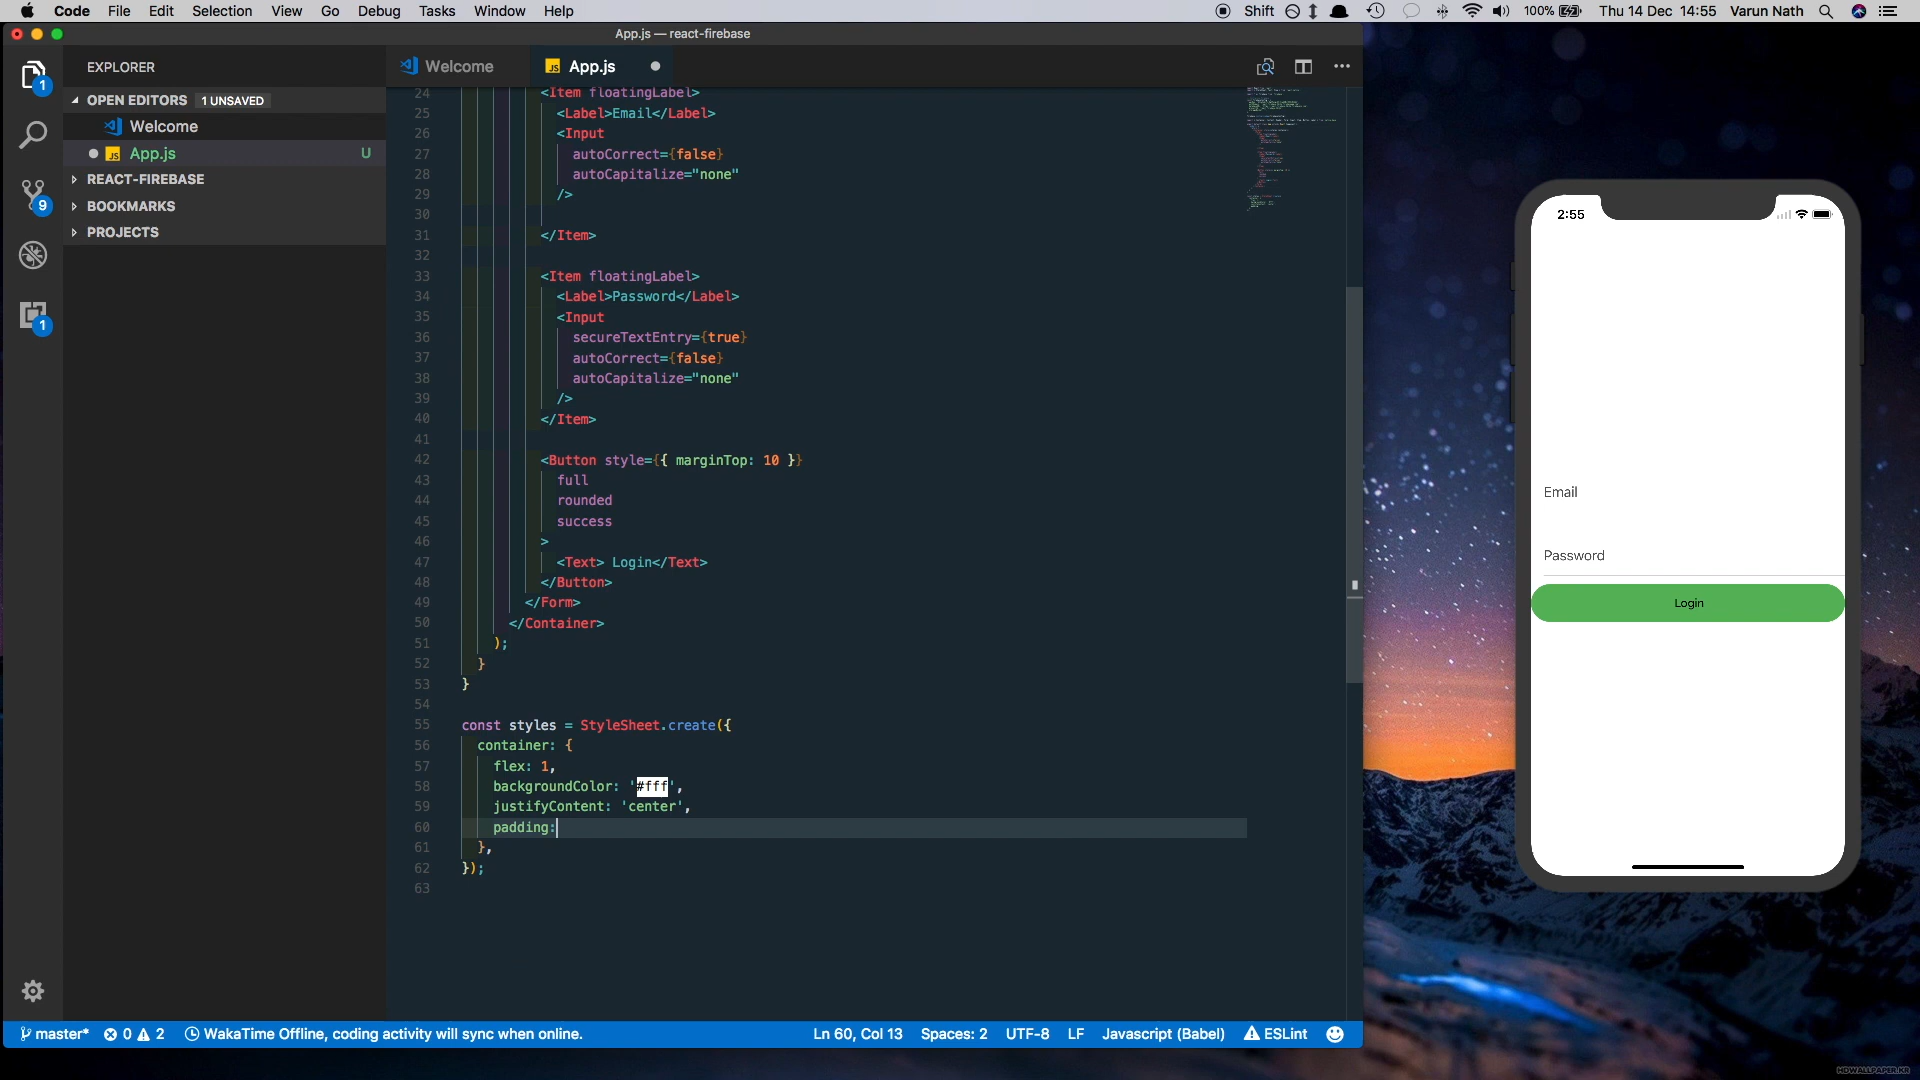 Code File Edit Selection View Go Debug Tasks Window Help Shift 100% Thu 14 Dec 14:55 Varun Nath
App.js — react-firebase
EXPLORER
OPEN EDITORS 1 UNSAVED
Welcome
App.js U
REACT-FIREBASE
BOOKMARKS
PROJECTS
1
9
1
Welcome App.js
24 <Item floatingLabel>
25 <Label>Email</Label>
26 <Input
27 autoCorrect={false}
28 autoCapitalize="none"
29 />
30
31 </Item>
32
33 <Item floatingLabel>
34 <Label>Password</Label>
35 <Input
36 secureTextEntry={true}
37 autoCorrect={false}
38 autoCapitalize="none"
39 />
40 </Item>
41
42 <Button style={{ marginTop: 10 }}
43 full
44 rounded
45 success
46 >
47 <Text> Login</Text>
48 </Button>
49 </Form>
50 </Container>
51 );
52 }
53 }
54
55 const styles = StyleSheet.create({
56 container: {
57 flex: 1,
58 backgroundColor: '#fff',
59 justifyContent: 'center',
60 padding:
61 },
62 });
63
master* 0 2 WakaTime Offline, coding activity will sync when online. Ln 60, Col 13 Spaces: 2 UTF-8 LF Javascript (Babel) ESLint
2:55
Email
Password
Login
HDWALLPAPER.KR